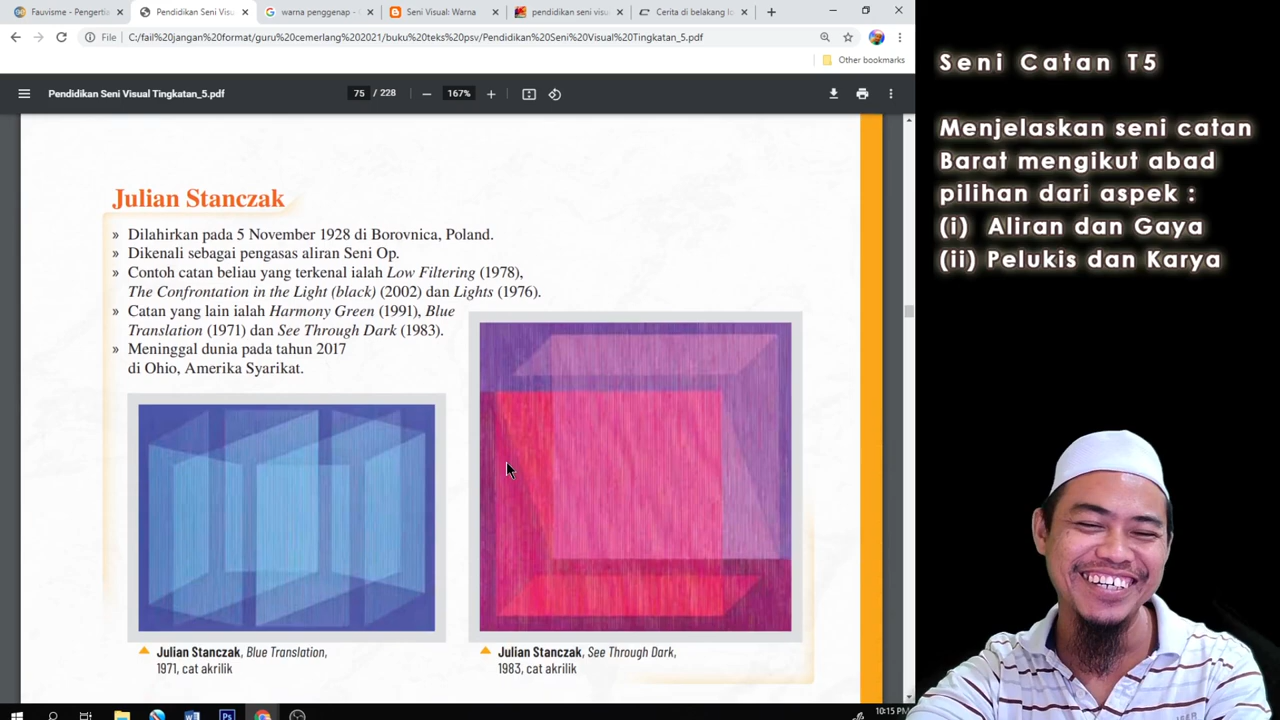 Fauvisme - Pengertia
Pendidikan Seni Visu
warna penggenap - G
Seni Visual: Warna
pendidikan seni visu
Cerita di belakang lo
File | C:/fail%20jangan%20format/guru%20cemerlang%202021/buku%20teks%20psv/Pendidikan%20Seni%20Visual%20Tingkatan_5.pdf
Other bookmarks
Pendidikan Seni Visual Tingkatan_5.pdf
75 / 228
167%
Julian Stanczak
» Dilahirkan pada 5 November 1928 di Borovnica, Poland.
» Dikenali sebagai pengasas aliran Seni Op.
» Contoh catan beliau yang terkenal ialah Low Filtering (1978),
The Confrontation in the Light (black) (2002) dan Lights (1976).
» Catan yang lain ialah Harmony Green (1991), Blue
Translation (1971) dan See Through Dark (1983).
» Meninggal dunia pada tahun 2017
di Ohio, Amerika Syarikat.
Julian Stanczak, Blue Translation,
1971, cat akrilik
Julian Stanczak, See Through Dark,
1983, cat akrilik
10:15 PM
Seni Catan T5
Menjelaskan seni catan
Barat mengikut abad
pilihan dari aspek :
(i) Aliran dan Gaya
(ii) Pelukis dan Karya